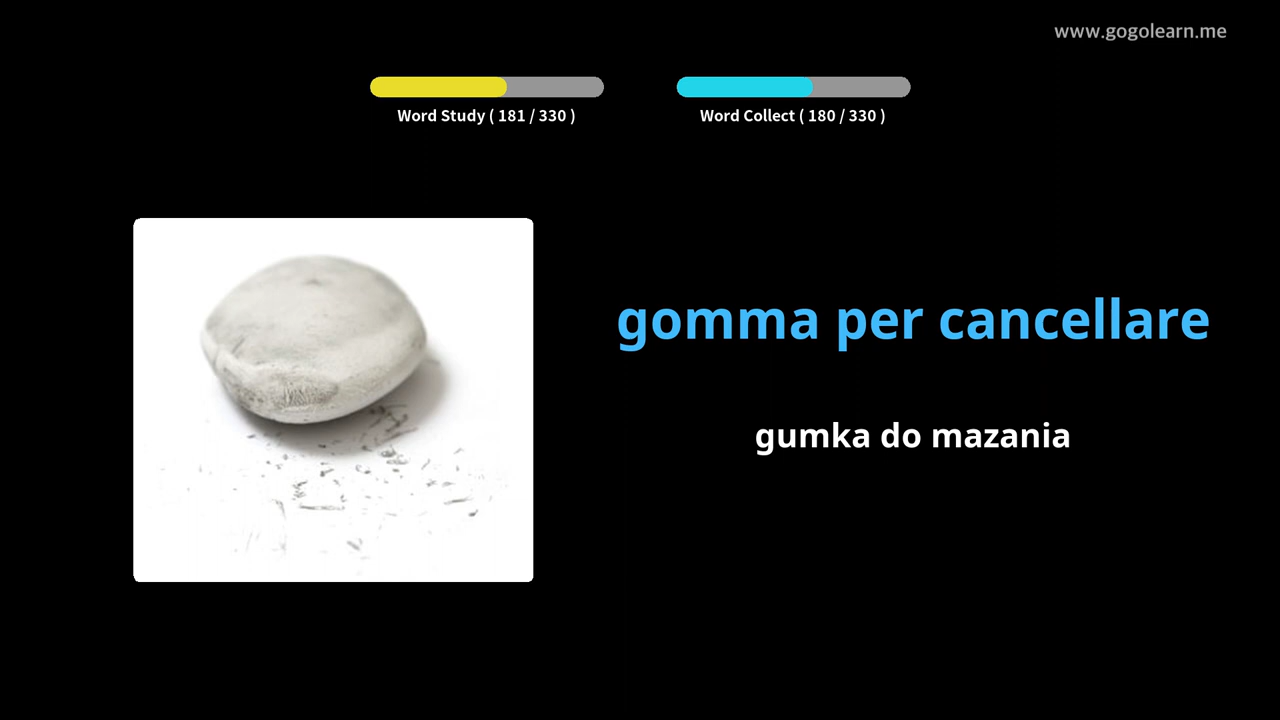 www.gogolearn.me
Word Study ( 181 / 330 )
Word Collect ( 180 / 330 )
gomma per cancellare
gumka do mazania